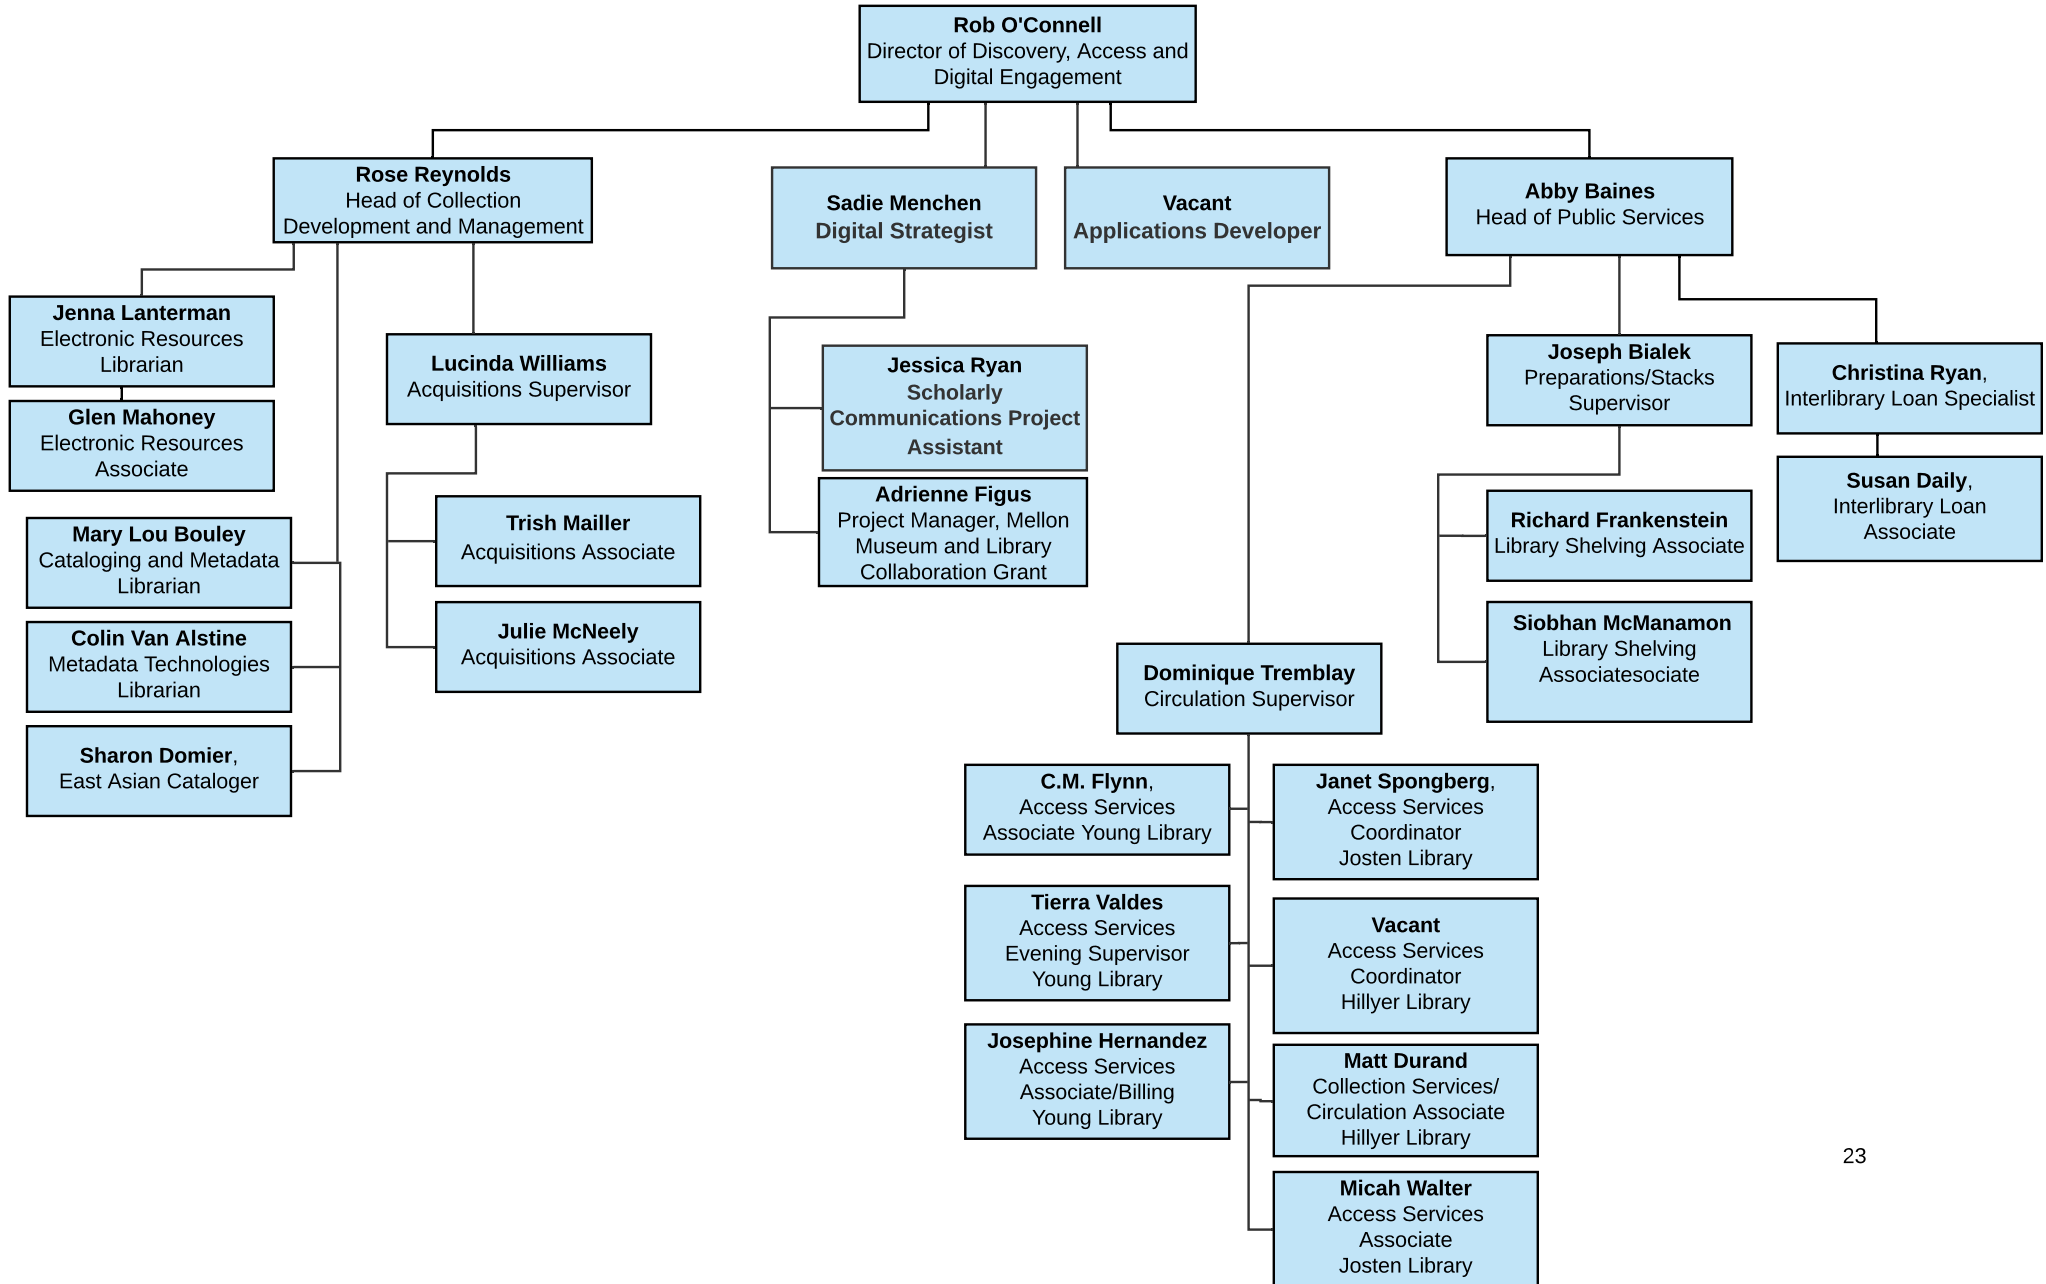 Rob O'Connell
Director of Discovery, Access and
Digital Engagement
Rose Reynolds
Head of Collection
Development and Management
Sadie Menchen
Digital Strategist
Vacant
Applications Developer
Abby Baines
Head of Public Services
Jenna Lanterman
Electronic Resources
Librarian
Glen Mahoney
Electronic Resources
Associate
Lucinda Williams
Acquisitions Supervisor
Jessica Ryan
Scholarly
Communications Project
Assistant
Adrienne Figus
Project Manager, Mellon
Museum and Library
Collaboration Grant
Joseph Bialek
Preparations/Stacks
Supervisor
Christina Ryan,
Interlibrary Loan Specialist
Susan Daily,
Interlibrary Loan
Associate
Mary Lou Bouley
Cataloging and Metadata
Librarian
Colin Van Alstine
Metadata Technologies
Librarian
Sharon Domier,
East Asian Cataloger
Trish Mailler
Acquisitions Associate
Julie McNeely
Acquisitions Associate
Richard Frankenstein
Library Shelving Associate
Siobhan McManamon
Library Shelving
Associatesociate
Dominique Tremblay
Circulation Supervisor
C.M. Flynn,
Access Services
Associate Young Library
Janet Spongberg,
Access Services
Coordinator
Josten Library
Tierra Valdes
Access Services
Evening Supervisor
Young Library
Vacant
Access Services
Coordinator
Hillyer Library
Josephine Hernandez
Access Services
Associate/Billing
Young Library
Matt Durand
Collection Services/
Circulation Associate
Hillyer Library
Micah Walter
Access Services
Associate
Josten Library
23